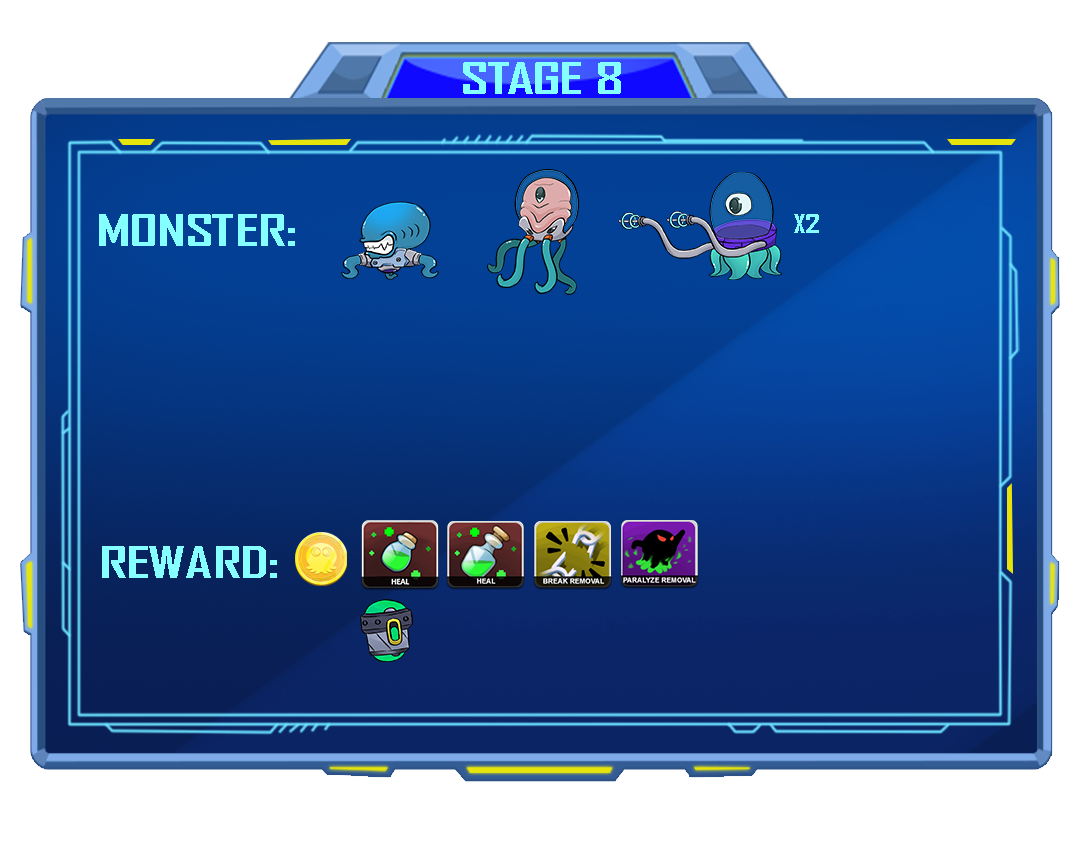 STAGE 8
MONSTER:
X2
REWARD:
HEAL
HEAL
BREAK REMOVAL
PARALYZE REMOVAL